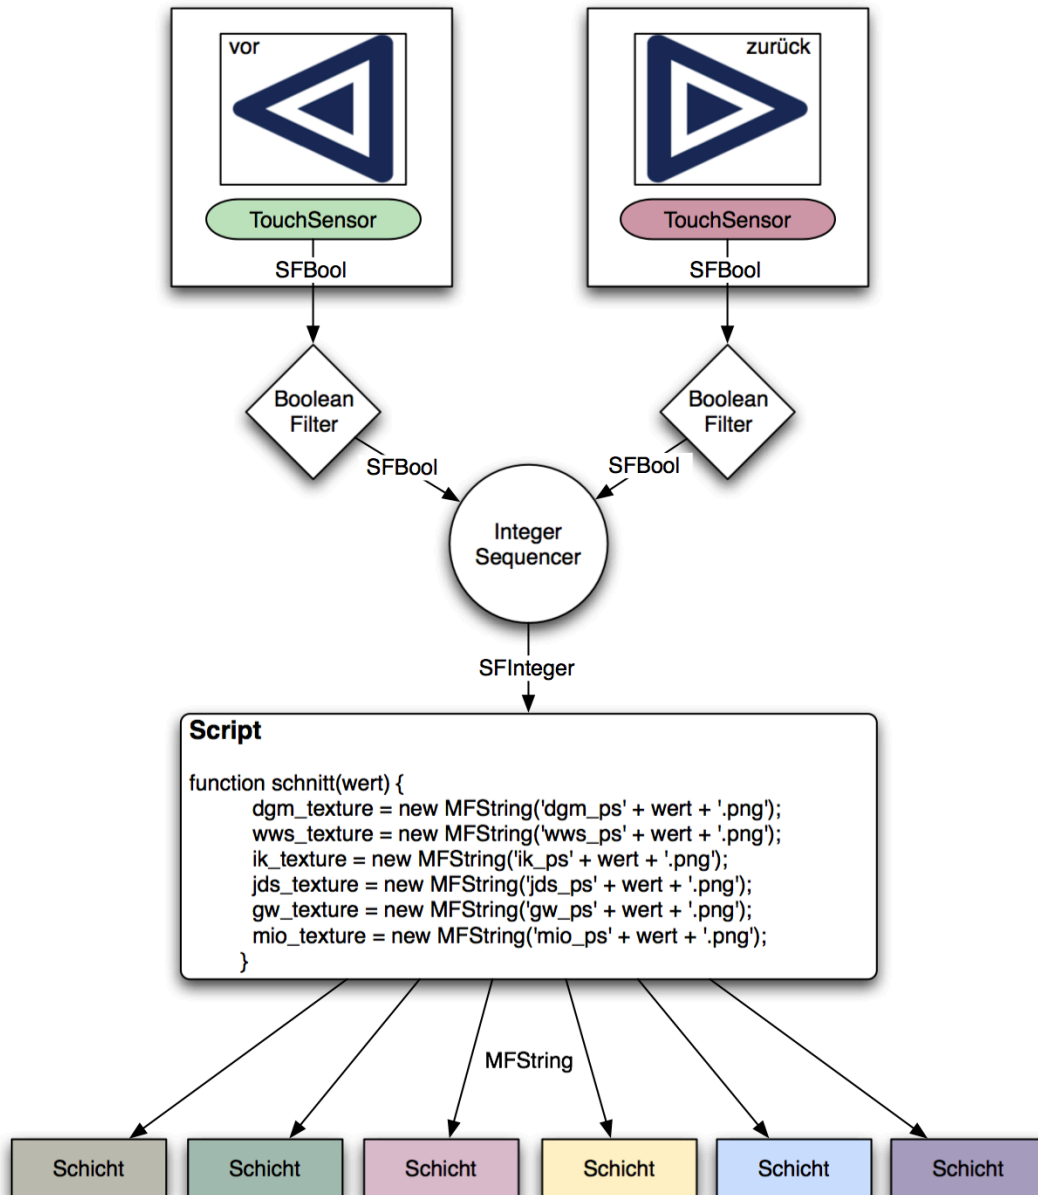 vor
zurück
TouchSensor
TouchSensor
SFBool
SFBool
Boolean
Filter
Boolean
Filter
SFBool
SFBool
Integer
Sequencer
SFInteger
Script
function schnitt(wert) {
dgm_texture = new MFString('dgm_ps' + wert + '.png');
wws_texture = new MFString('wws_ps' + wert + '.png');
ik_texture = new MFString('ik_ps' + wert + '.png');
jds_texture = new MFString('jds_ps' + wert + '.png');
gw_texture = new MFString('gw_ps' + wert + '.png');
mio_texture = new MFString('mio_ps' + wert + '.png');
}
MFString
Schicht
Schicht
Schicht
Schicht
Schicht
Schicht